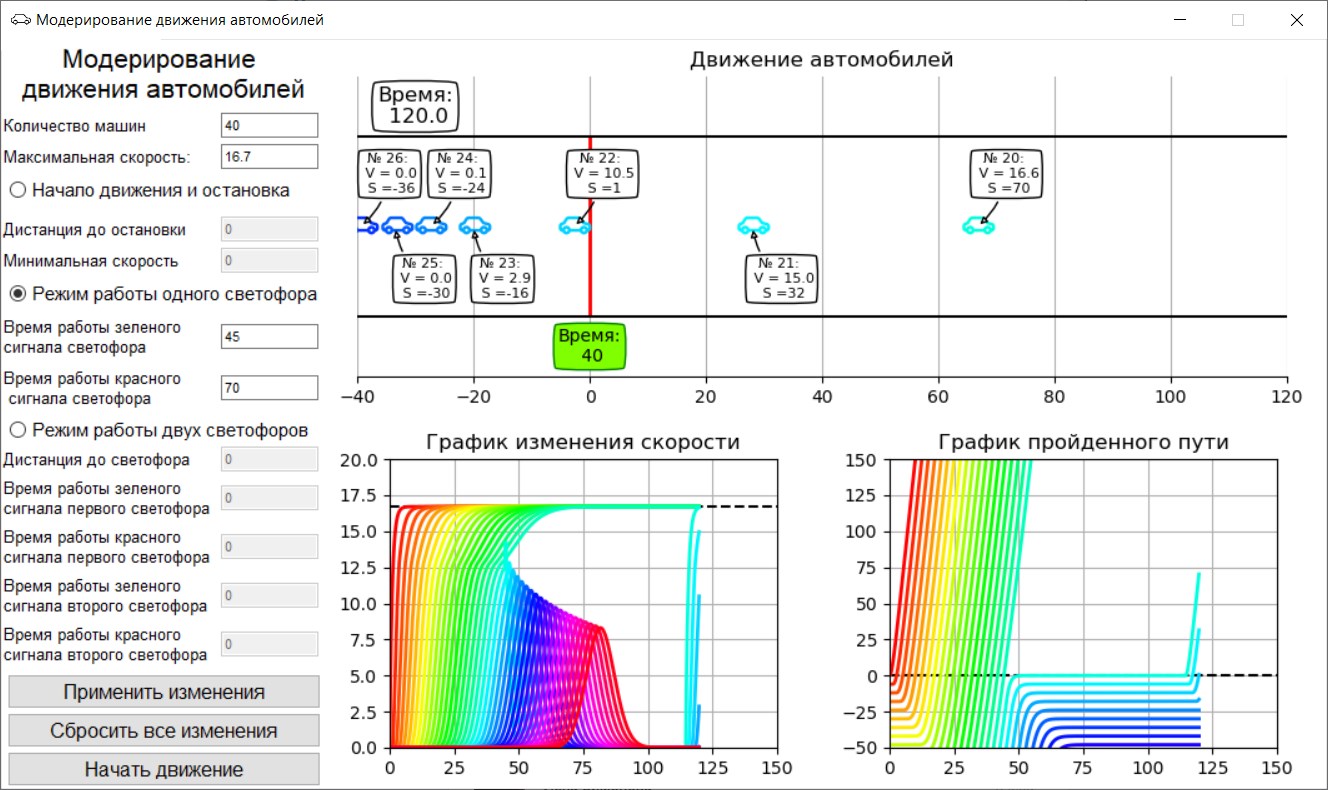 Модерирование движения автомобилей
Модерирование
движения автомобилей
Количество машин
40
Максимальная скорость:
16.7
Начало движения и остановка
Дистанция до остановки
0
Минимальная скорость
0
Режим работы одного светофора
Время работы зеленого
сигнала светофора
45
Время работы красного
сигнала светофора
70
Режим работы двух светофоров
Дистанция до светофора
0
Время работы зеленого
сигнала первого светофора
0
Время работы красного
сигнала первого светофора
0
Время работы зеленого
сигнала второго светофора
0
Время работы красного
сигнала второго светофора
0
Применить изменения
Сбросить все изменения
Начать движение
Движение автомобилей
Время:
120.0
№ 26:
V = 0.0
S =-36
№ 24:
V = 0.1
S =-24
№ 22:
V = 10.5
S =1
№ 20:
V = 16.6
S =70
№ 25:
V = 0.0
S =-30
№ 23:
V = 2.9
S =-16
№ 21:
V = 15.0
S =32
Время:
40
−40 −20 0 20 40 60 80 100 120
График изменения скорости
20.0
17.5
15.0
12.5
10.0
7.5
5.0
2.5
0.0
0 25 50 75 100 125 150
График пройденного пути
150
125
100
75
50
25
0
−25
−50
0 25 50 75 100 125 150